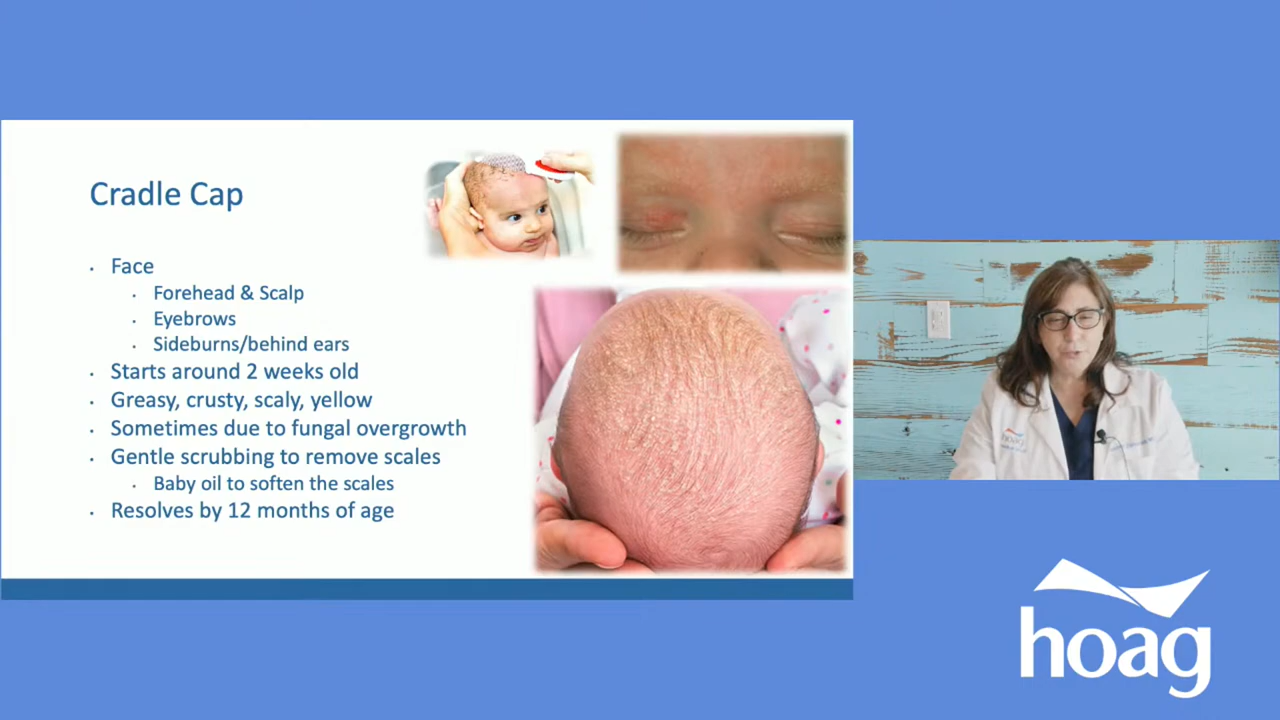 Cradle Cap
• Face
• Forehead & Scalp
• Eyebrows
• Sideburns/behind ears
• Starts around 2 weeks old
• Greasy, crusty, scaly, yellow
• Sometimes due to fungal overgrowth
• Gentle scrubbing to remove scales
• Baby oil to soften the scales
• Resolves by 12 months of age
hoag
hoag